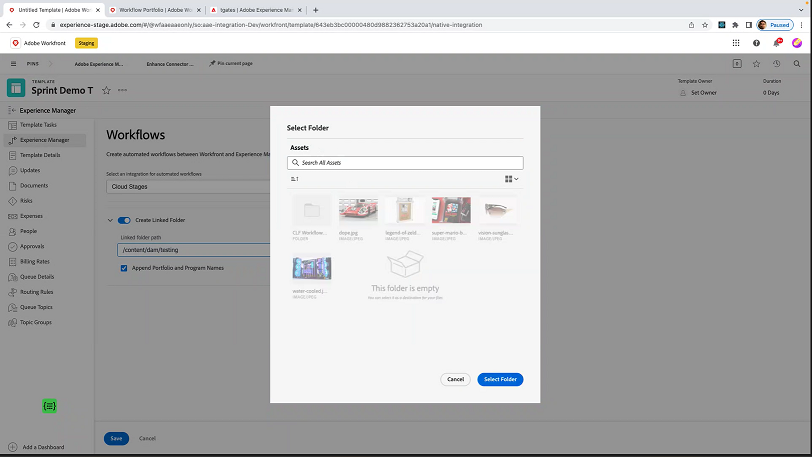 Untitled Template | Adobe Wo
Workflow Portfolio | Adobe Wo
tgates | Adobe Experience Man
experience-stage.adobe.com/#/@wfaaeaaeonly/so:aae-integration-Dev/workfront/template/643eb3bc00000480d9882362753a20a1/native-integration
Paused
Adobe Workfront
Staging
PINS
Adobe Experience M...
Enhance Connector ...
Pin current page
TEMPLATE
Sprint Demo T
Template Owner
Set Owner
Duration
0 Days
Experience Manager
Template Tasks
Experience Manager
Template Details
Updates
Documents
Risks
Expenses
People
Approvals
Billing Rates
Queue Details
Routing Rules
Queue Topics
Topic Groups
Add a Dashboard
Workflows
Create automated workflows between Workfront and Experience Ma
Select an integration for automated workflows
Cloud Stages
Create Linked Folder
Linked folder path
/content/dam/testing
Append Portfolio and Program Names
Save
Cancel
Select Folder
Assets
Search All Assets
CLF Workflow...
FOLDER
dope.jpg
IMAGE/JPEG
legend-of-zeld...
IMAGE/JPEG
super-mario-b...
IMAGE/JPEG
IMAGE/JPEG
water-cooled.j...
IMAGE/JPEG
This folder is empty
Cancel
Select Folder